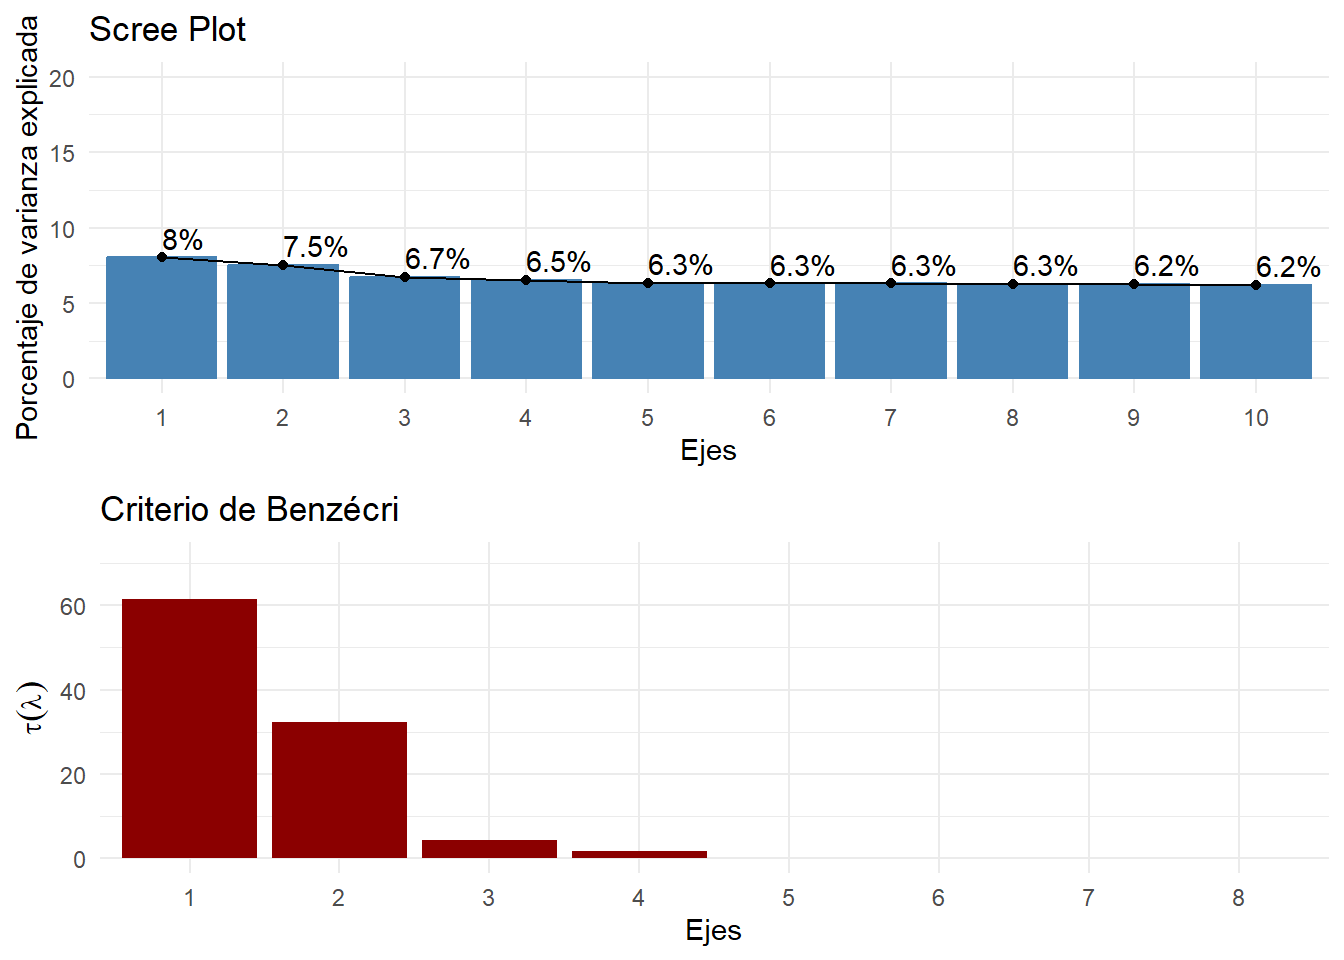 Scree Plot
Porcentaje de varianza explicada
20
15
10
5
0
8%
7.5%
6.7%
6.5%
6.3%
6.3%
6.3%
6.3%
6.2%
6.2%
1 2 3 4 5 6 7 8 9 10
Ejes
Criterio de Benzécri
τ(λ)
60
40
20
0
1 2 3 4 5 6 7 8
Ejes